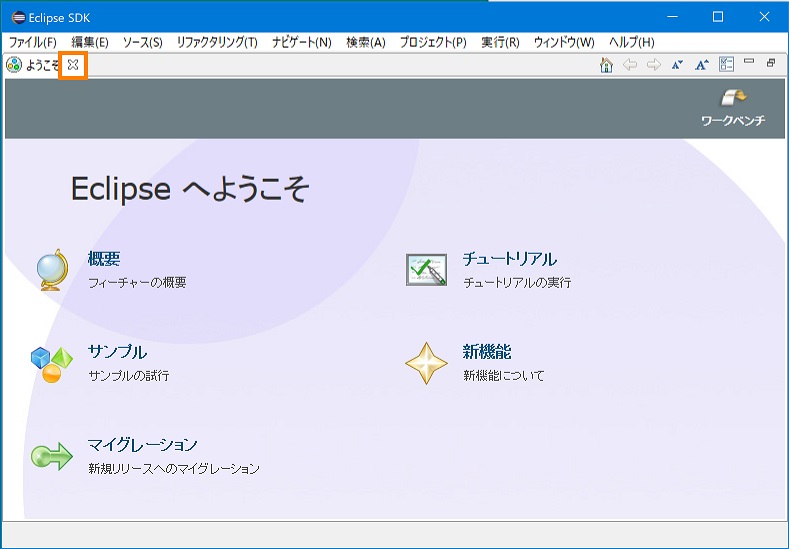 Eclipse SDK
ファイル(F) 編集(E) ソース(S) リファクタリング(T) ナビゲート(N) 検索(A) プロジェクト(P) 実行(R) ウィンドウ(W) ヘルプ(H)
ようこそ
ワークベンチ
Eclipse へようこそ
概要
フィーチャーの概要
チュートリアル
チュートリアルの実行
サンプル
サンプルの試行
新機能
新機能について
マイグレーション
新規リリースへのマイグレーション